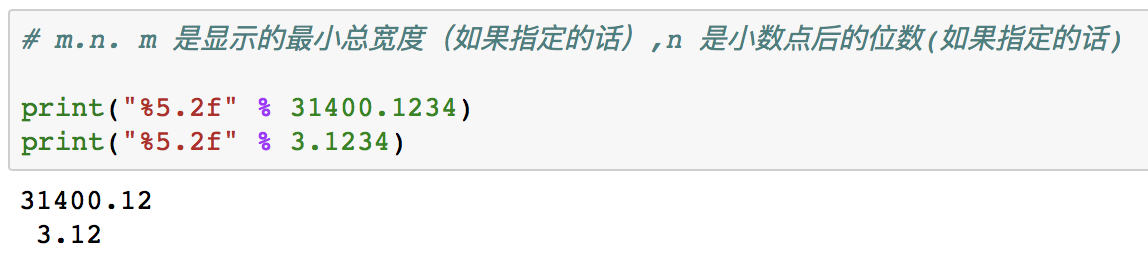 # m.n. m 是显示的最小总宽度（如果指定的话）,n 是小数点后的位数(如果指定的话)
print("%5.2f" % 31400.1234)
print("%5.2f" % 3.1234)
31400.12
 3.12